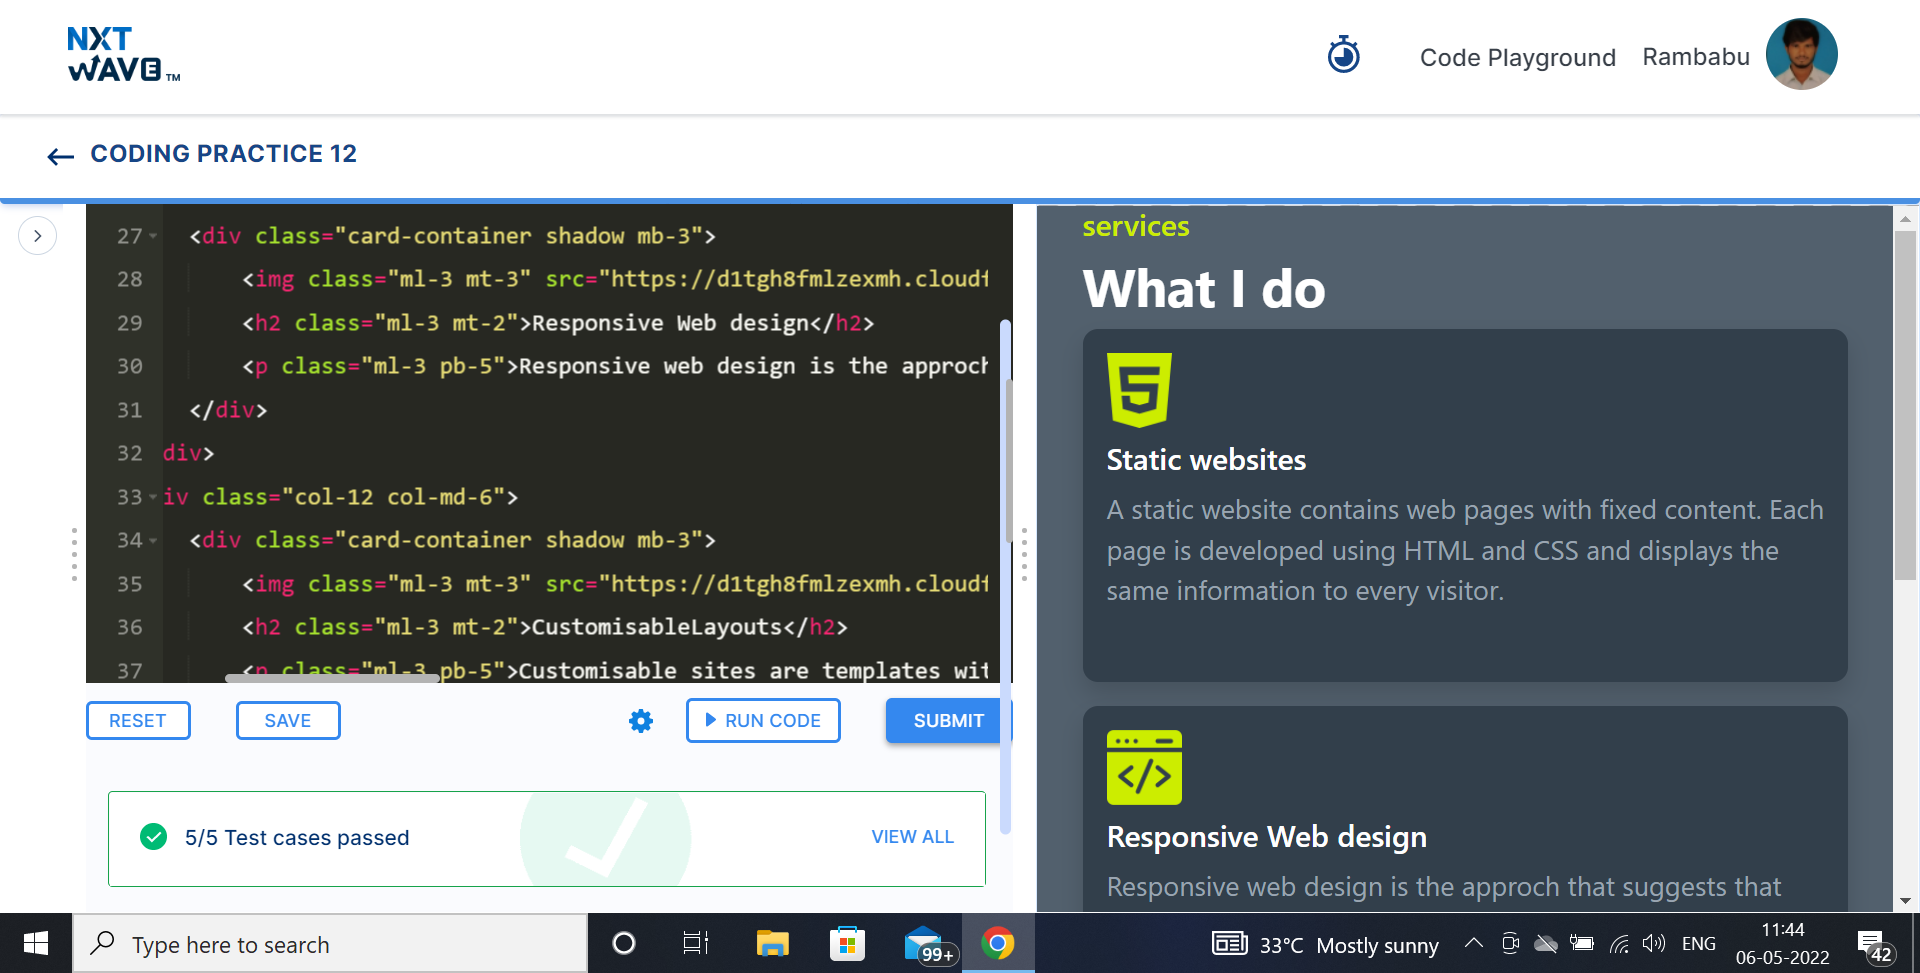 NXT
WAVE TM
Code Playground
Rambabu
CODING PRACTICE 12
27 <div class="card-container shadow mb-3">
28 <img class="ml-3 mt-3" src="https://d1tgh8fmlzexmh.cloudf
29 <h2 class="ml-3 mt-2">Responsive Web design</h2>
30 <p class="ml-3 pb-5">Responsive web design is the approch
31 </div>
32 div>
33 iv class="col-12 col-md-6">
34 <div class="card-container shadow mb-3">
35 <img class="ml-3 mt-3" src="https://d1tgh8fmlzexmh.cloudf
36 <h2 class="ml-3 mt-2">CustomisableLayouts</h2>
37 <p class="ml-3 pb-5">Customisable sites are templates wit
RESET
SAVE
RUN CODE
SUBMIT
5/5 Test cases passed
VIEW ALL
services
What I do
5
Static websites
A static website contains web pages with fixed content. Each
page is developed using HTML and CSS and displays the
same information to every visitor.
</>
Responsive Web design
Responsive web design is the approch that suggests that
Type here to search
99+
33°C Mostly sunny
ENG
11:44
06-05-2022
42